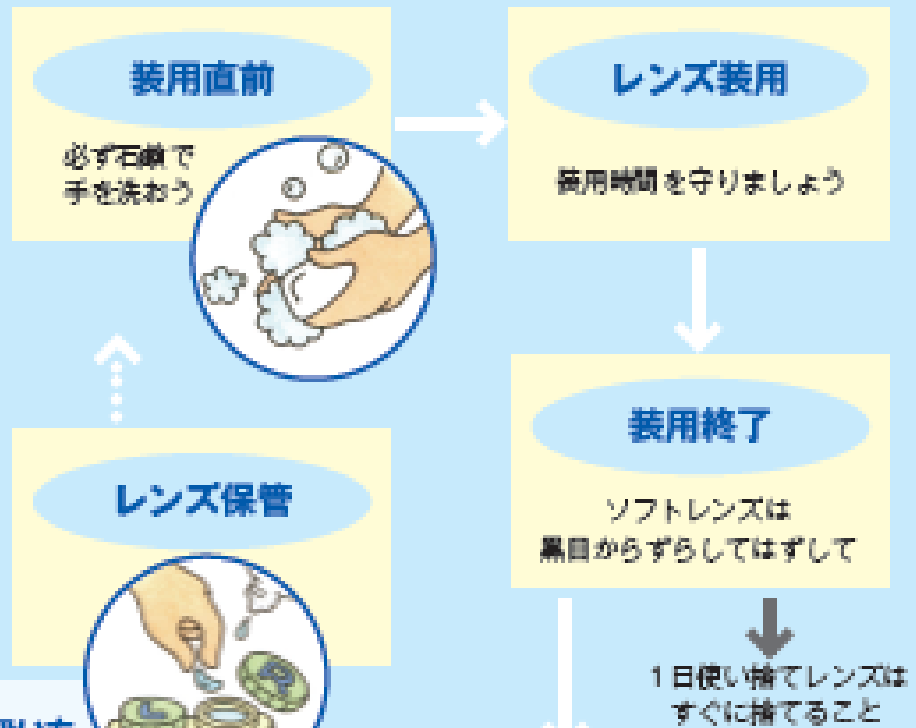 装用直前
必ず石鹸で
手を洗おう
レンズ装用
装用時間を守りましょう
装用終了
ソフトレンズは
黒目からずらしてはずして
1日使い捨てレンズは
すぐに捨てること
レンズ保管
R